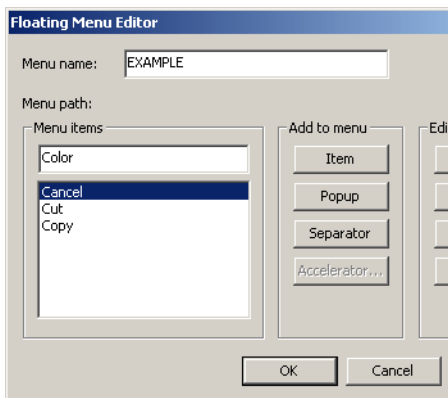 Floating Menu Editor
Menu name: EXAMPLE
Menu path:
Menu items
Color
Cancel
Cut
Copy
Add to menu
Item
Popup
Separator
Accelerator...
Edi
OK
Cancel